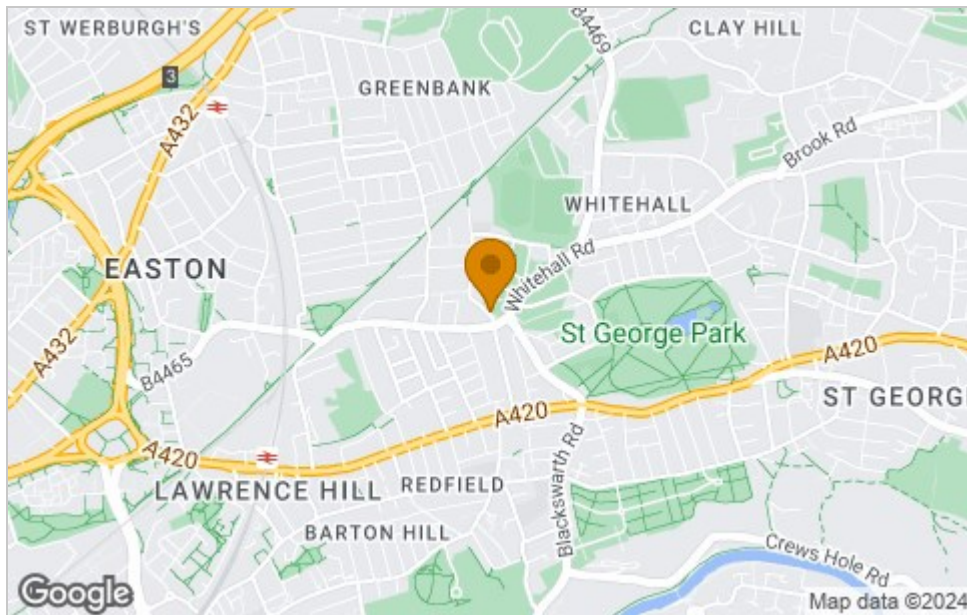 ST WERBURGH'S
B4469
CLAY HILL
3
GREENBANK
A432
Brook Rd
WHITEHALL
Whitehall Rd
EASTON
St George Park
A432
A420
B4465
ST GEORG
A420
A420
LAWRENCE HILL
REDFIELD
Blackswarth Rd
BARTON HILL
Crews Hole Rd
Google
Map data ©2024